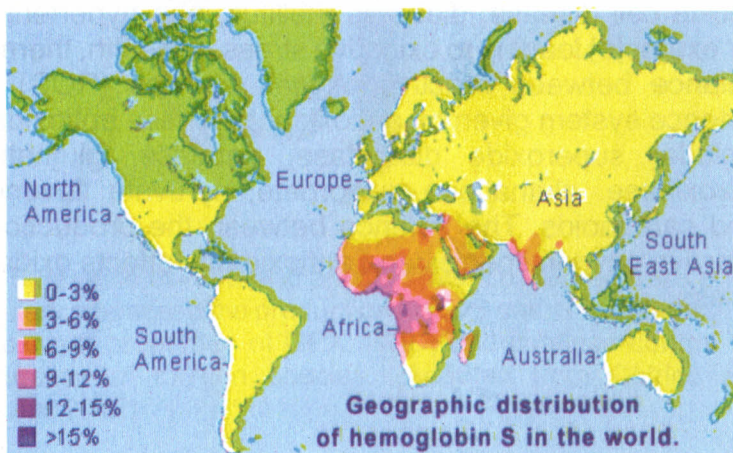 North
America
Europe
Asia
South
East Asia
0-3%
3-6%
6-9%
9-12%
12-15%
>15%
South
America
Africa
Australia
Geographic distribution
of hemoglobin S in the world.